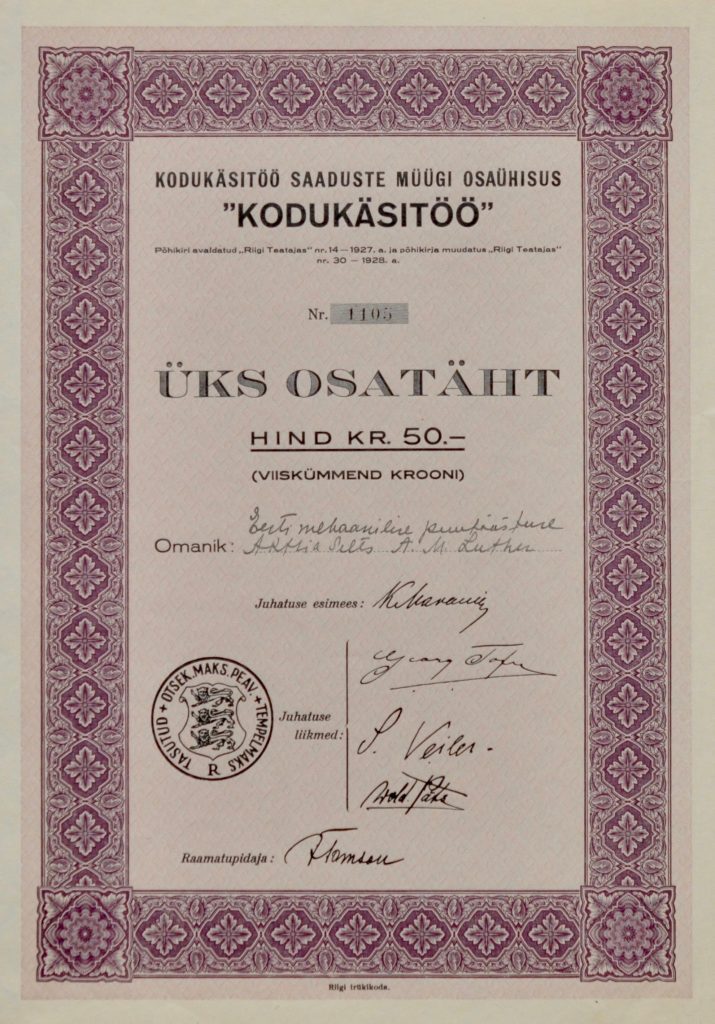 KODUKÄSITÖÖ SAADUSTE MÜÜGI OSAÜHISUS
"KODUKÄSITÖÖ"
Põhikiri avaldatud „Riigi Teatajas" nr. 14 — 1927. a. ja põhikirja muudatus „Riigi Teatajas"
nr. 30 — 1928. a.
Nr. 1105
ÜKS OSATÄHT
HIND KR. 50.—
(VIISKÜMMEND KROONI)
Eesti mehaanilise puutööstuse
Omanik: Aktsia Selts A. M. Luther
Juhatuse esimees:
Georg
OTSEK. MAKS. PEAV. + TEMPELMAKS TASUTUD +
R
Juhatuse
liikmed: S. Veiler
Raamatupidaja: Tomson
Riigi trükikoda.